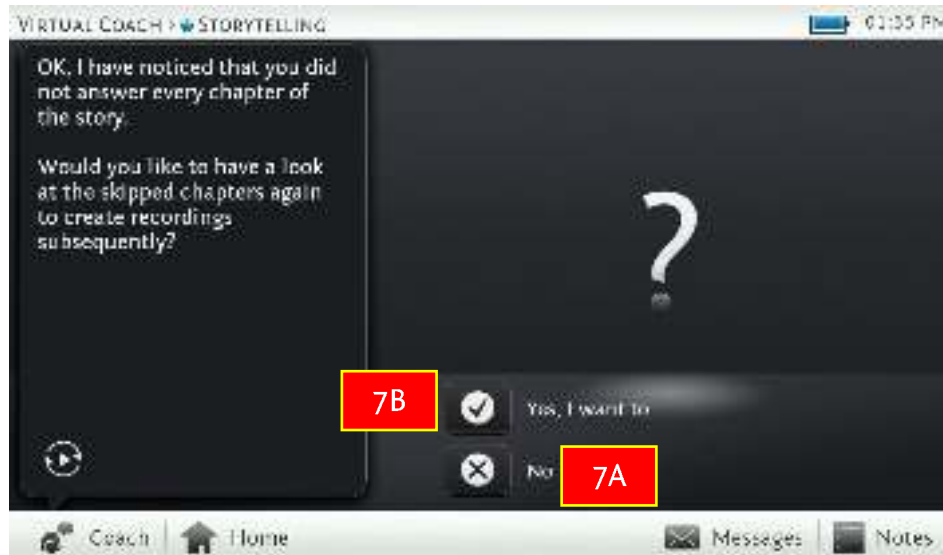 VIRTUAL COACH › STORYTELLING
01:35 PM
OK, I have noticed that you did
not answer every chapter of
the story.
Would you like to have a look
at the skipped chapters again
to create recordings
subsequently?
?
7B
Yes, I want to
No
7A
Coach
Home
Messages
Notes